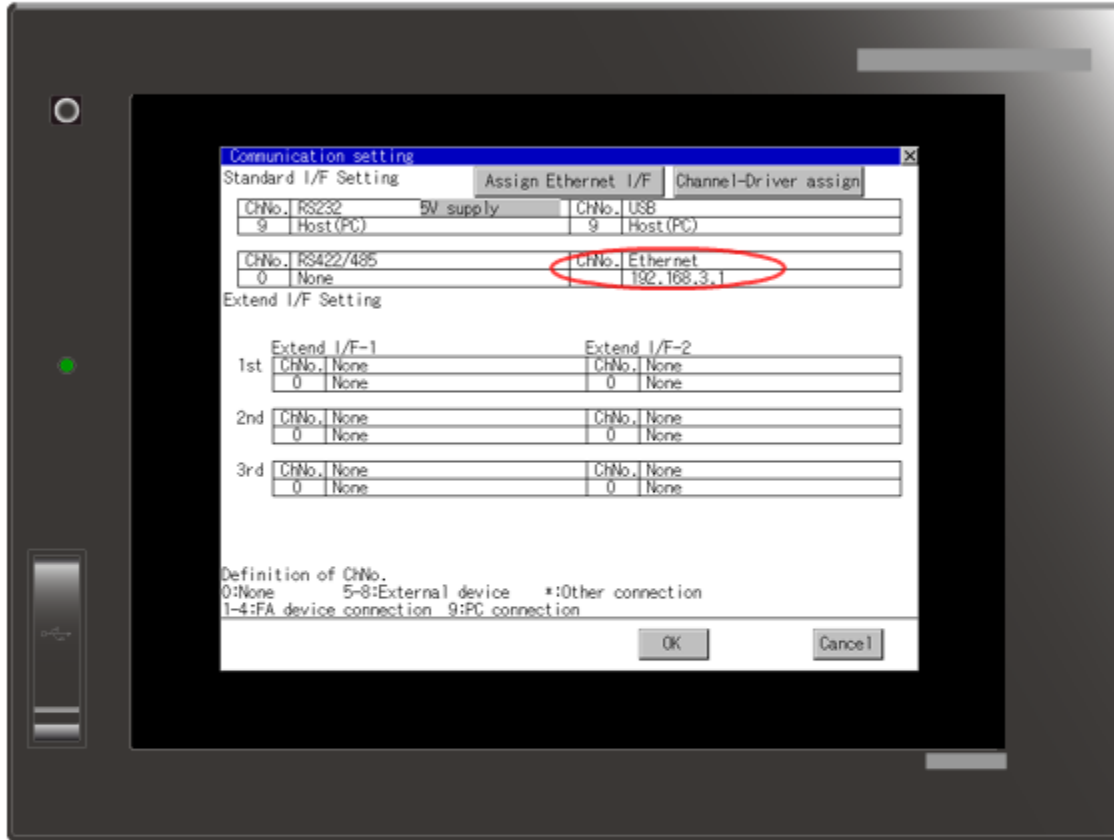 Communication setting
Standard I/F Setting Assign Ethernet I/F Channel-Driver assign
ChNo. RS232 5V supply ChNo. USB
9 Host(PC) 9 Host(PC)
ChNo. RS422/485 ChNo. Ethernet
0 None 192.168.3.1
Extend I/F Setting
Extend I/F-1 Extend I/F-2
1st ChNo. None ChNo. None
0 None 0 None
2nd ChNo. None ChNo. None
0 None 0 None
3rd ChNo. None ChNo. None
0 None 0 None
Definition of ChNo.
0:None 5-8:External device *:Other connection
1-4:FA device connection 9:PC connection
OK Cancel